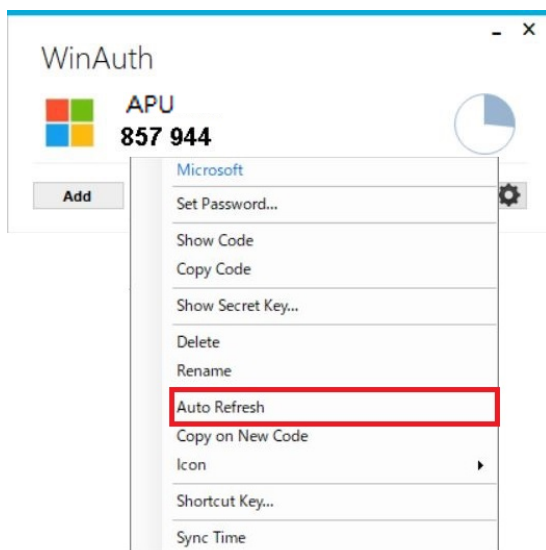 WinAuth
APU
857 944
Add
Microsoft
Set Password...
Show Code
Copy Code
Show Secret Key...
Delete
Rename
Auto Refresh
Copy on New Code
Icon
Shortcut Key...
Sync Time